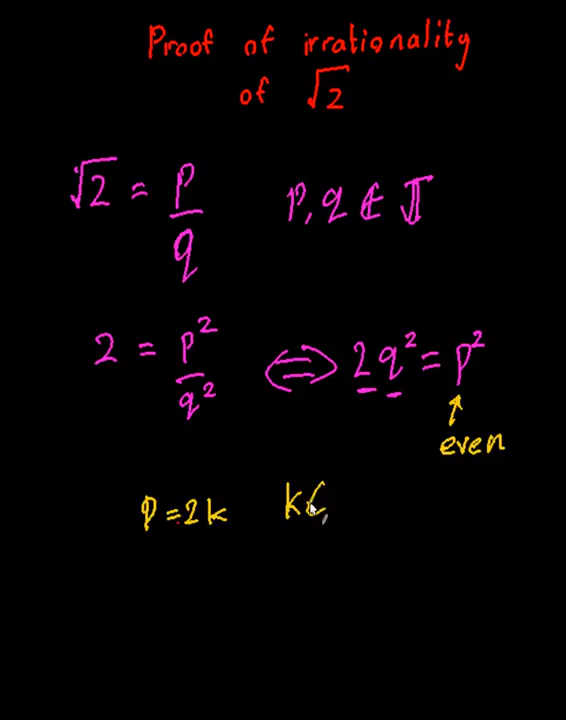 Proof of irrationality
of √2
√2 = p/q p, q ∈ J
2 = p²/q² ⟺ 2q² = p²
↑
even
p = 2k k ∈